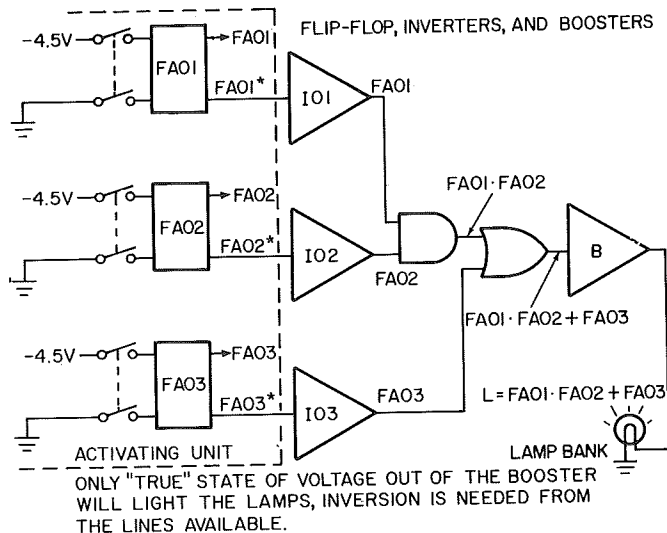 FLIP-FLOP, INVERTERS, AND BOOSTERS
-4.5V
FA01
FA01
FA01*
I01
FA01
-4.5V
FA02
FA02
FA02*
I02
FA02
FA01·FA02
B
FA01·FA02+FA03
-4.5V
FA03
FA03
FA03*
I03
FA03
L=FA01·FA02+FA03
LAMP BANK
ACTIVATING UNIT
ONLY "TRUE" STATE OF VOLTAGE OUT OF THE BOOSTER
WILL LIGHT THE LAMPS, INVERSION IS NEEDED FROM
THE LINES AVAILABLE.